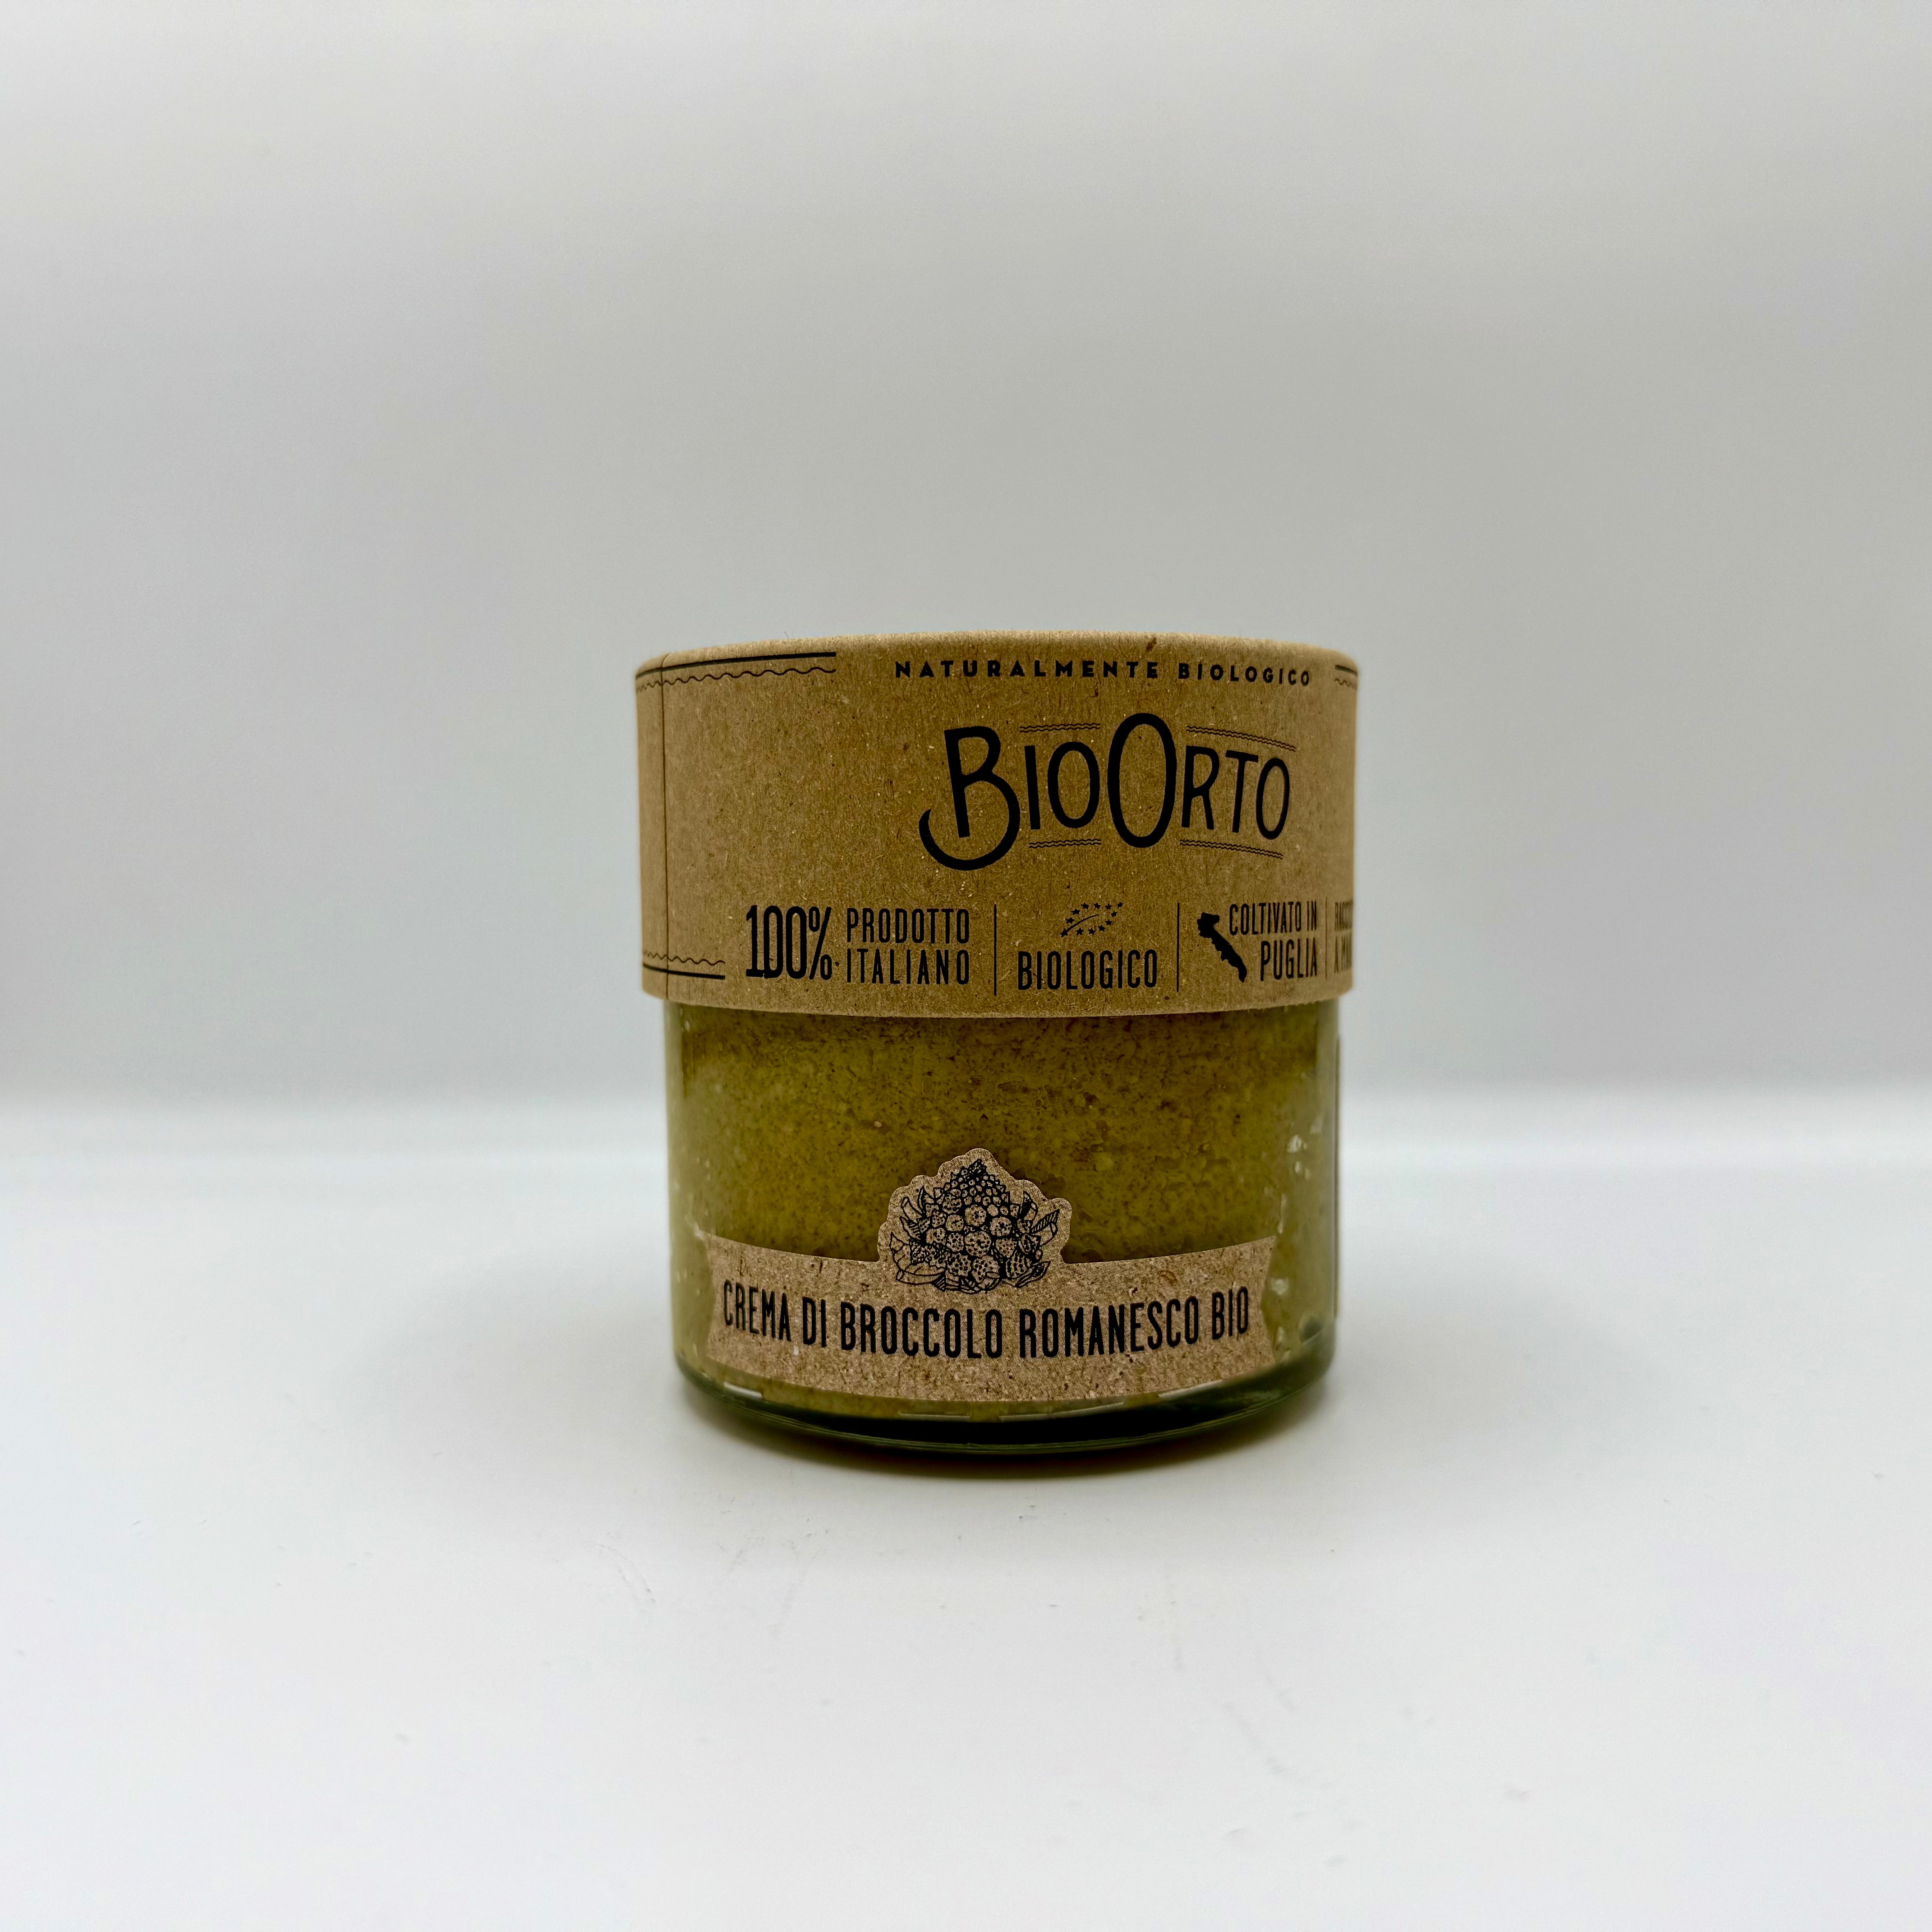 NATURALMENTE BIOLOGICO
BIOORTO
100% PRODOTTO ITALIANO
BIOLOGICO
COLTIVATO IN PUGLIA
CREMA DI BROCCOLO ROMANESCO BIO